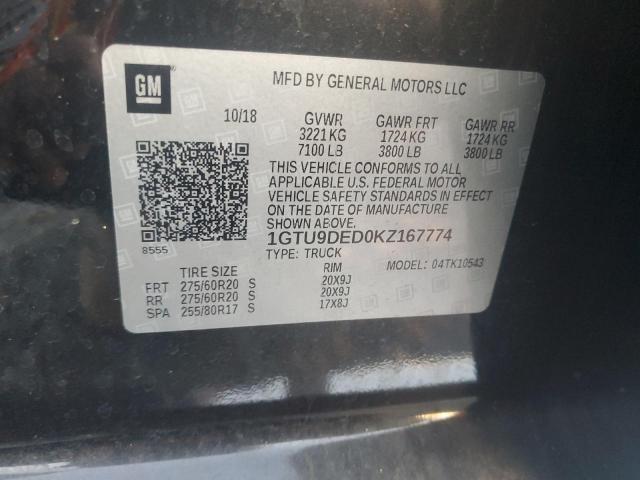 GM
MFD BY GENERAL MOTORS LLC
10/18 GVWR GAWR FRT GAWR RR
3221 KG 1724 KG 1724 KG
7100 LB 3800 LB 3800 LB
THIS VEHICLE CONFORMS TO ALL
APPLICABLE U.S. FEDERAL MOTOR
VEHICLE SAFETY STANDARDS IN EFFECT
ON THE DATE OF MANUFACTURE
SHOWN ABOVE.
8555
1GTU9DED0KZ167774
TYPE: TRUCK MODEL: 04TK10543
TIRE SIZE RIM
FRT 275/60R20 S 20X9J
RR 275/60R20 S 20X9J
SPA 255/80R17 S 17X8J